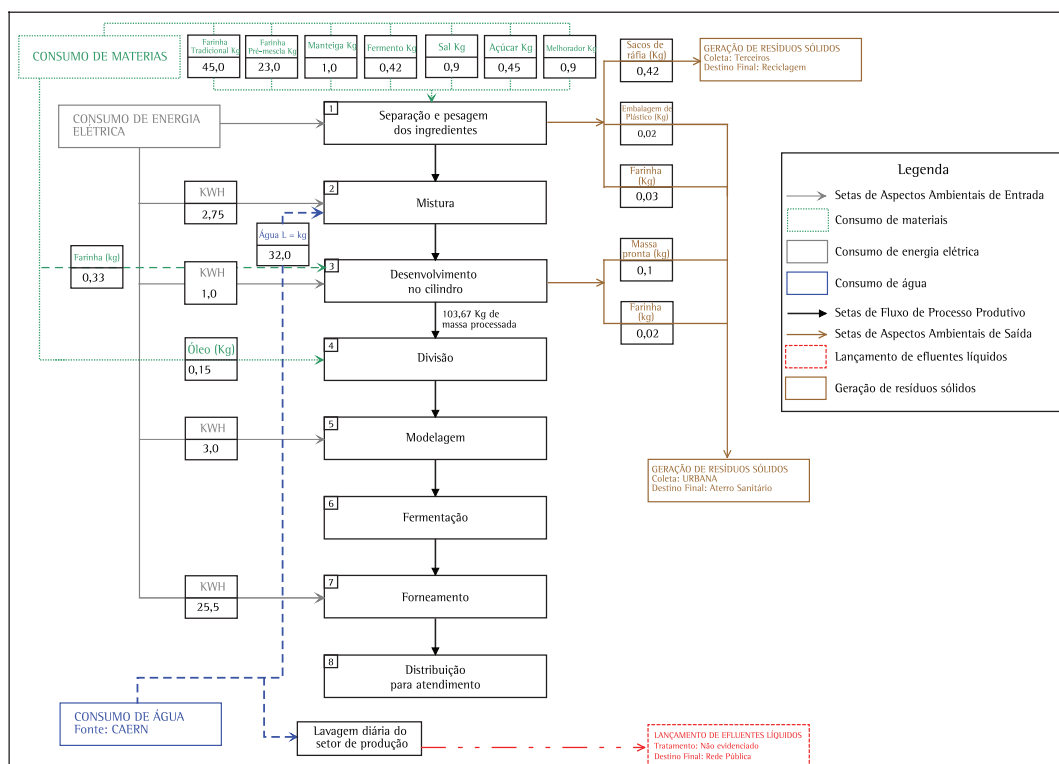 CONSUMO DE MATERIAS
Farinha
Tradicional Kg
45,0
Farinha
Pré-mescla Kg
23,0
Manteiga Kg
1,0
Fermento Kg
0,42
Sal Kg
0,9
Açúcar Kg
0,45
Melhorador Kg
0,9
Sacos de
ráfia (Kg)
0,42
GERAÇÃO DE RESÍDUOS SÓLIDOS
Coleta: Terceiros
Destino Final: Reciclagem
CONSUMO DE ENERGIA
ELÉTRICA
1
Separação e pesagem
dos ingredientes
Embalagem de
Plástico (Kg)
0,02
Farinha
(Kg)
0,03
KWH
2,75
2
Mistura
Água L = kg
32,0
Farinha (kg)
0,33
KWH
1,0
3
Desenvolvimento
no cilindro
Massa
pronta (kg)
0,1
Farinha
(kg)
0,02
103,67 Kg de
massa processada
Óleo (Kg)
0,15
4
Divisão
KWH
3,0
5
Modelagem
GERAÇÃO DE RESÍDUOS SÓLIDOS
Coleta: URBANA
Destino Final: Aterro Sanitário
6
Fermentação
KWH
25,5
7
Forneamento
8
Distribuição
para atendimento
CONSUMO DE ÁGUA
Fonte: CAERN
Lavagem diária do
setor de produção
LANÇAMENTO DE EFLUENTES LÍQUIDOS
Tratamento: Não evidenciado
Destino Final: Rede Pública
Legenda
Setas de Aspectos Ambientais de Entrada
Consumo de materiais
Consumo de energia elétrica
Consumo de água
Setas de Fluxo de Processo Produtivo
Setas de Aspectos Ambientais de Saída
Lançamento de efluentes líquidos
Geração de resíduos sólidos